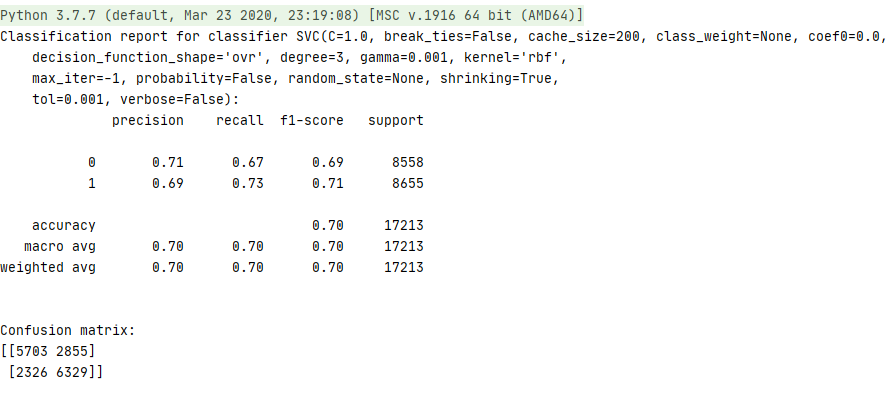 Python 3.7.7 (default, Mar 23 2020, 23:19:08) [MSC v.1916 64 bit (AMD64)]
Classification report for classifier SVC(C=1.0, break_ties=False, cache_size=200, class_weight=None, coef0=0.0,
    decision_function_shape='ovr', degree=3, gamma=0.001, kernel='rbf',
    max_iter=-1, probability=False, random_state=None, shrinking=True,
    tol=0.001, verbose=False):
              precision    recall  f1-score   support
           0       0.71      0.67      0.69      8558
           1       0.69      0.73      0.71      8655
    accuracy                           0.70     17213
   macro avg       0.70      0.70      0.70     17213
weighted avg       0.70      0.70      0.70     17213
Confusion matrix:
[[5703 2855]
 [2326 6329]]